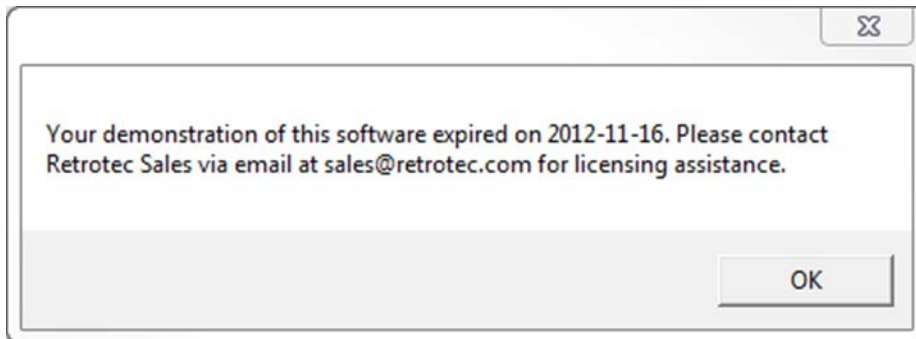 Your demonstration of this software expired on 2012-11-16. Please contact
Retrotec Sales via email at sales@retrotec.com for licensing assistance.
OK